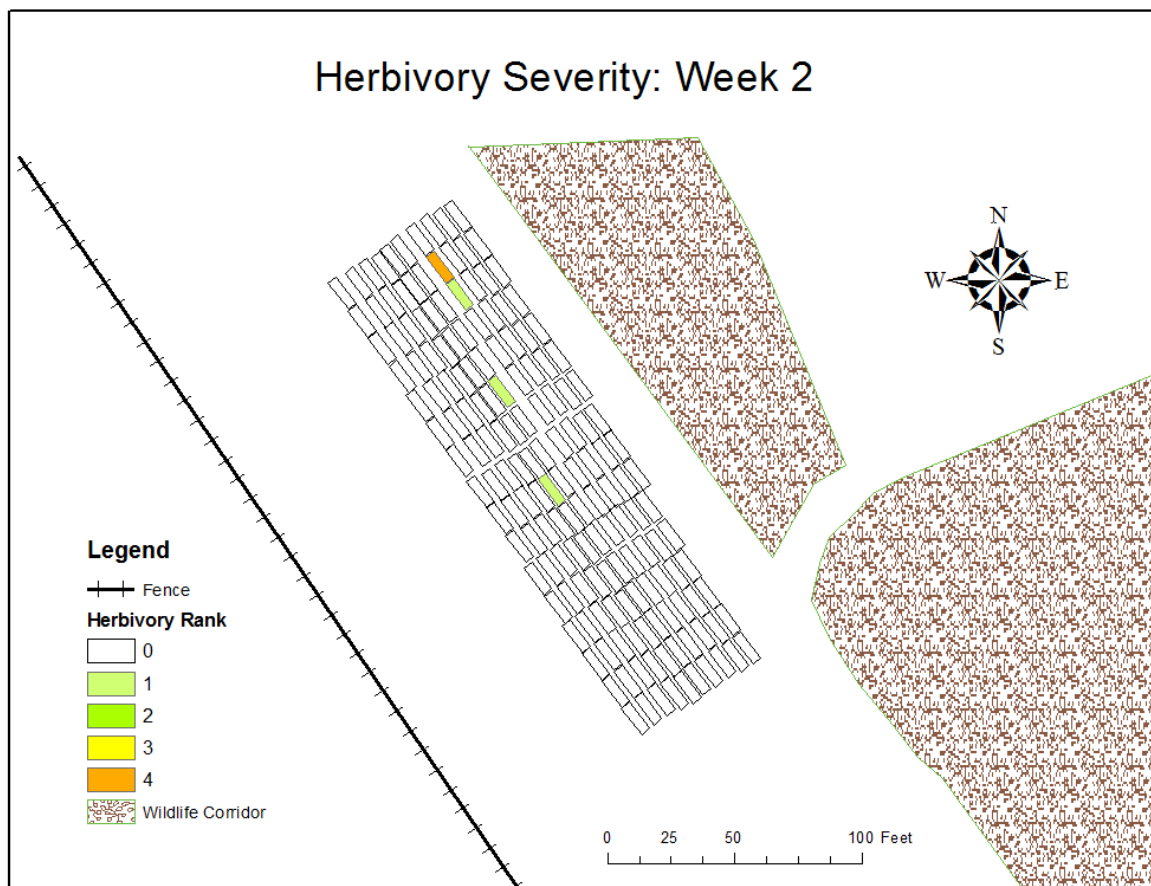 Herbivory Severity: Week 2
N
W E
S
Legend
Fence
Herbivory Rank
0
1
2
3
4
Wildlife Corridor
0 25 50 100 Feet